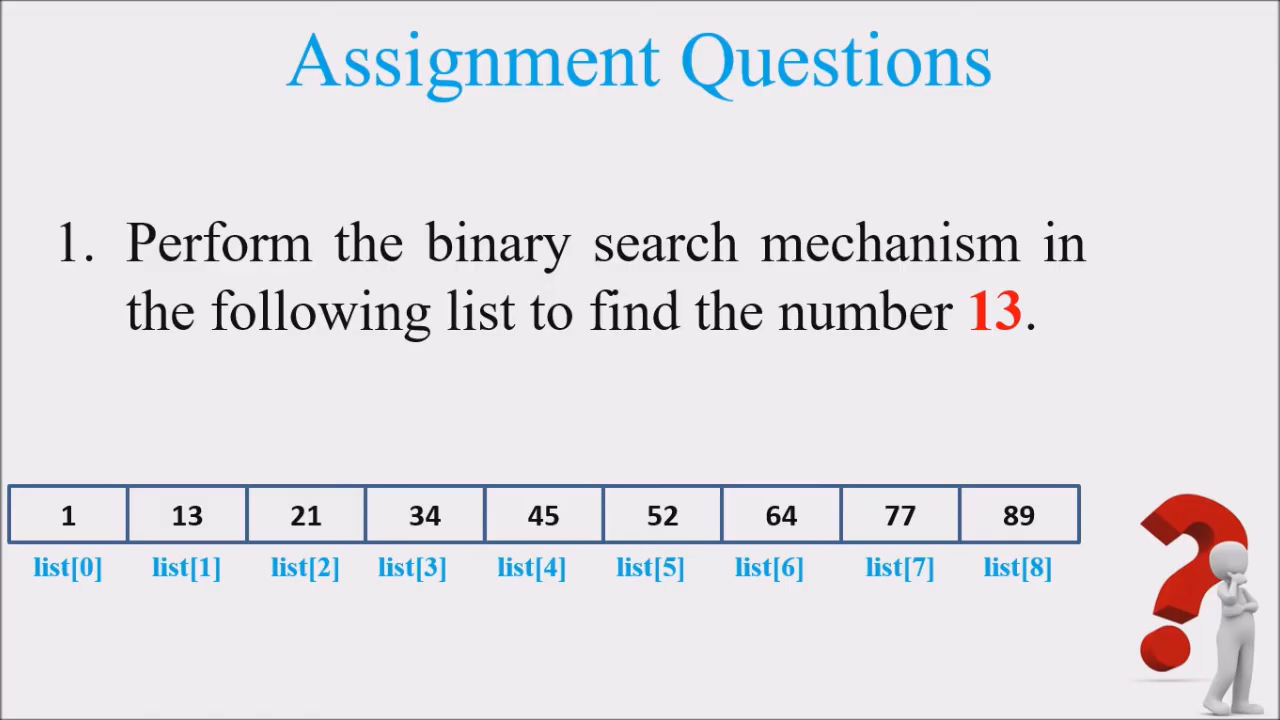 Assignment Questions
1. Perform the binary search mechanism in
the following list to find the number 13.
1 13 21 34 45 52 64 77 89
list[0] list[1] list[2] list[3] list[4] list[5] list[6] list[7] list[8]